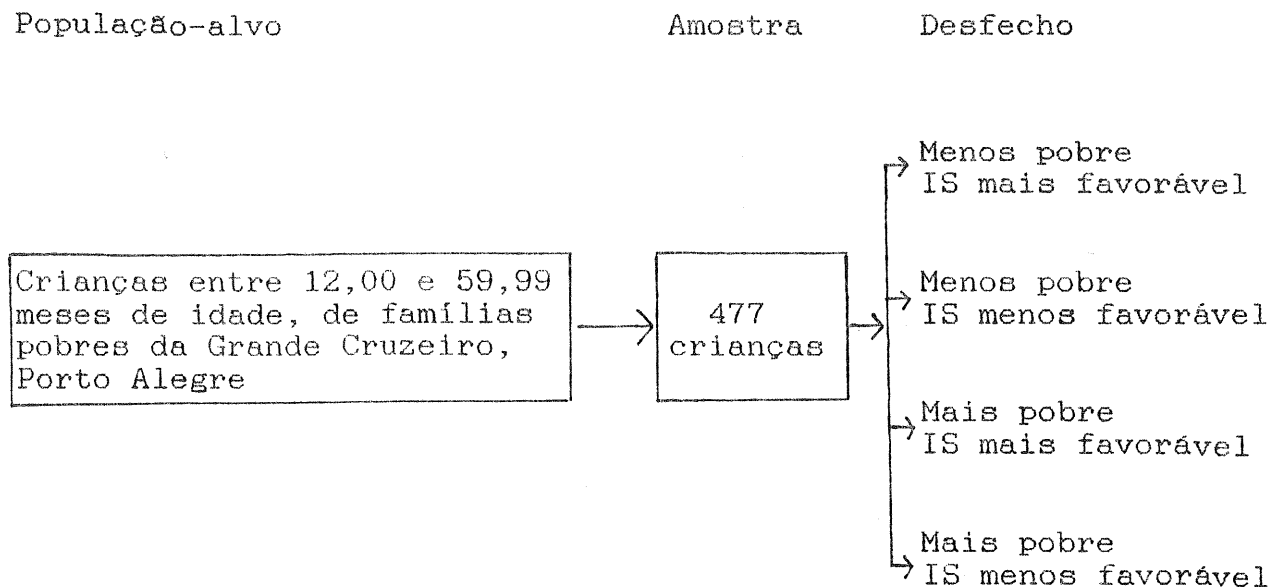 População-alvo Amostra Desfecho
Menos pobre
IS mais favorável
Crianças entre 12,00 e 59,99
meses de idade, de famílias
pobres da Grande Cruzeiro,
Porto Alegre
477
crianças
Menos pobre
IS menos favorável
Mais pobre
IS mais favorável
Mais pobre
IS menos favorável